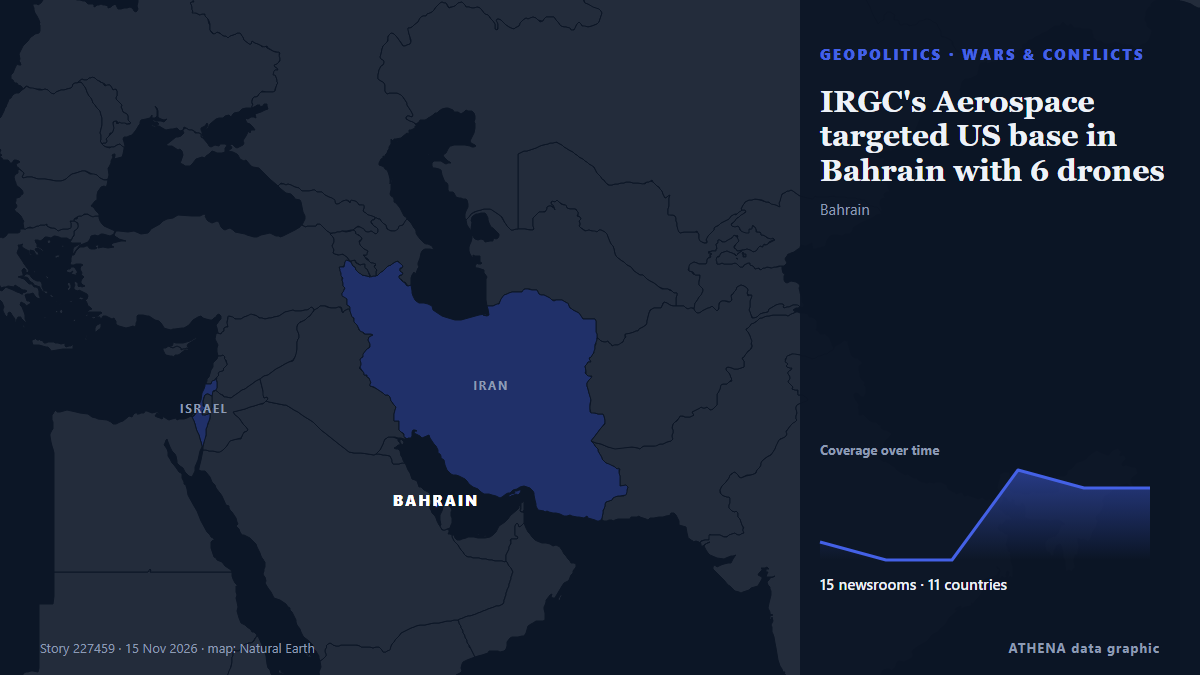 GEOPOLITICS · WARS & CONFLICTS
IRGC's Aerospace
targeted US base in
Bahrain with 6 drones
Bahrain
IRAN
ISRAEL
BAHRAIN
Coverage over time
15 newsrooms · 11 countries
Story 227459 · 15 Nov 2026 · map: Natural Earth
ATHENA data graphic